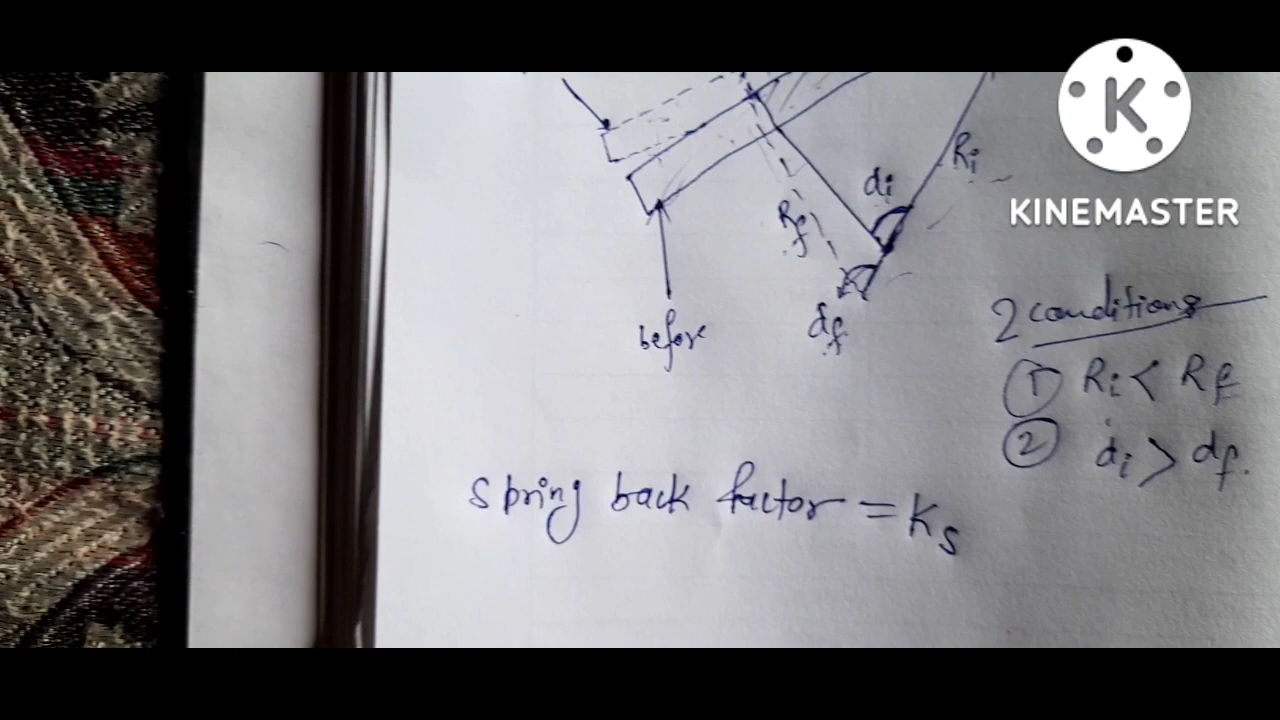 K
KINEMASTER
Ri
di
Rf
df
before
2 conditions
① Ri < Rf
② di > df.
Spring back factor = Ks